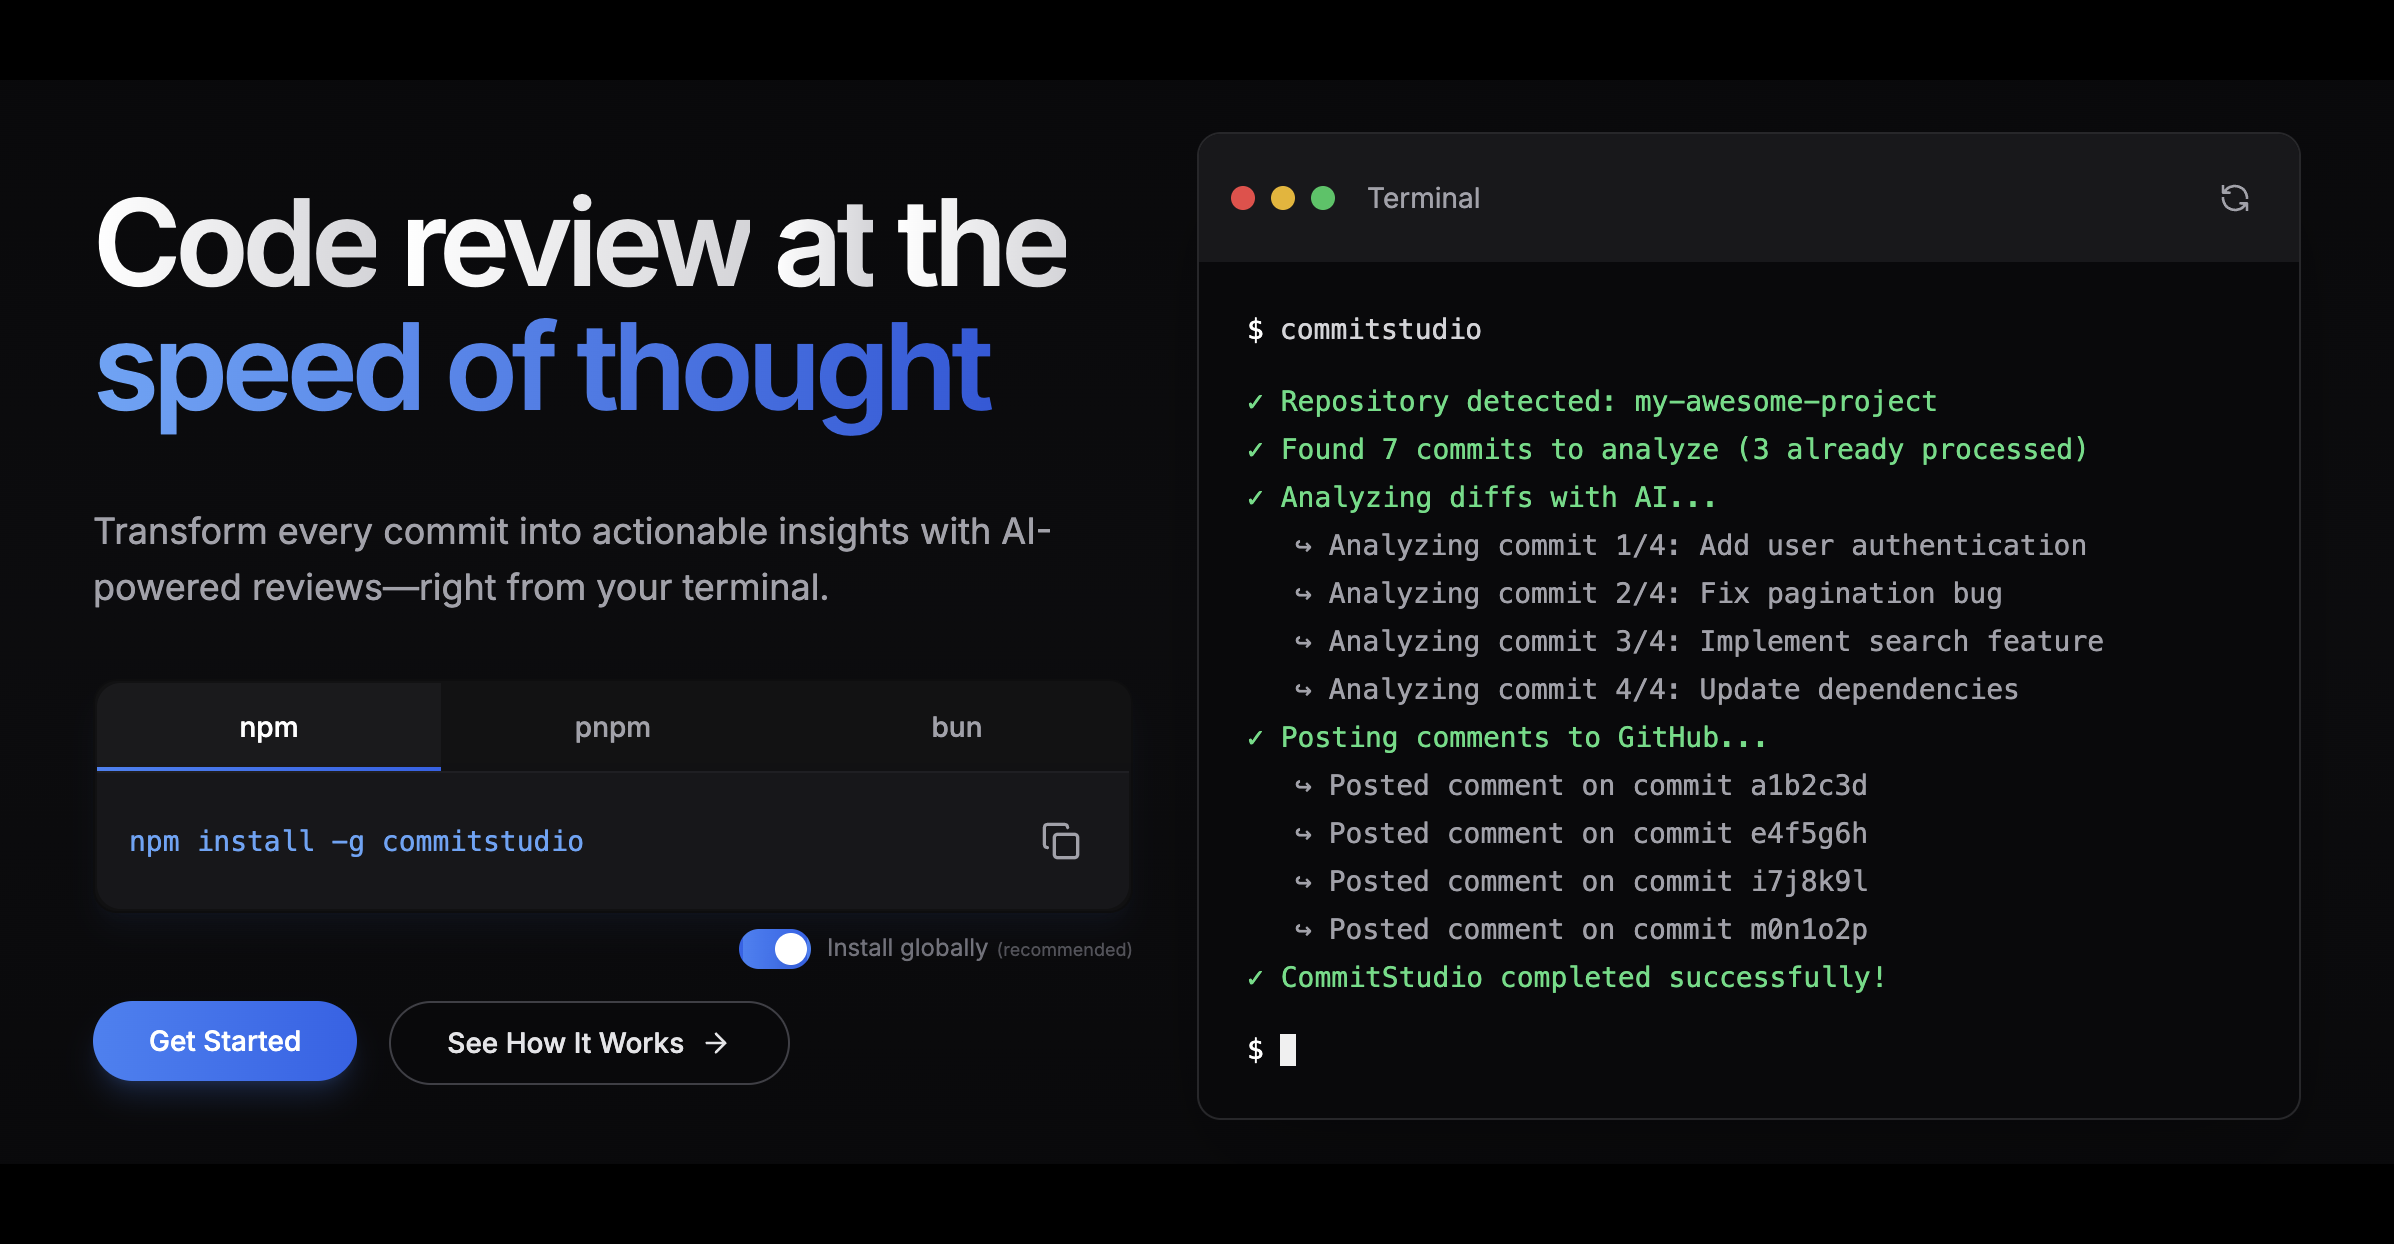 Code review at the
speed of thought
Transform every commit into actionable insights with AI-
powered reviews—right from your terminal.
npm
pnpm
bun
npm install -g commitstudio
Install globally (recommended)
Get Started
See How It Works →
Terminal
$ commitstudio
✓ Repository detected: my-awesome-project
✓ Found 7 commits to analyze (3 already processed)
✓ Analyzing diffs with AI...
↪ Analyzing commit 1/4: Add user authentication
↪ Analyzing commit 2/4: Fix pagination bug
↪ Analyzing commit 3/4: Implement search feature
↪ Analyzing commit 4/4: Update dependencies
✓ Posting comments to GitHub...
↪ Posted comment on commit a1b2c3d
↪ Posted comment on commit e4f5g6h
↪ Posted comment on commit i7j8k9l
↪ Posted comment on commit m0n1o2p
✓ CommitStudio completed successfully!
$